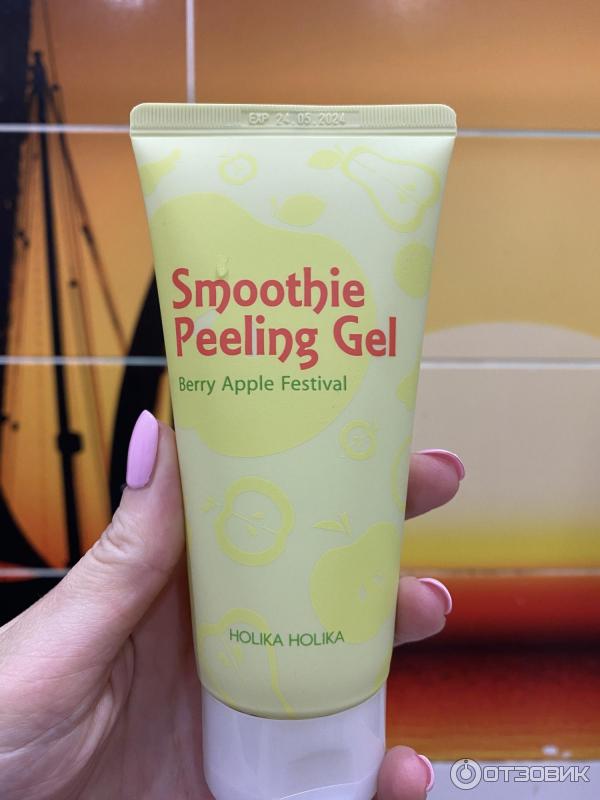 EXP 24.05.2024
Smoothie
Peeling Gel
Berry Apple Festival
HOLIKA HOLIKA
ОТЗОВИК